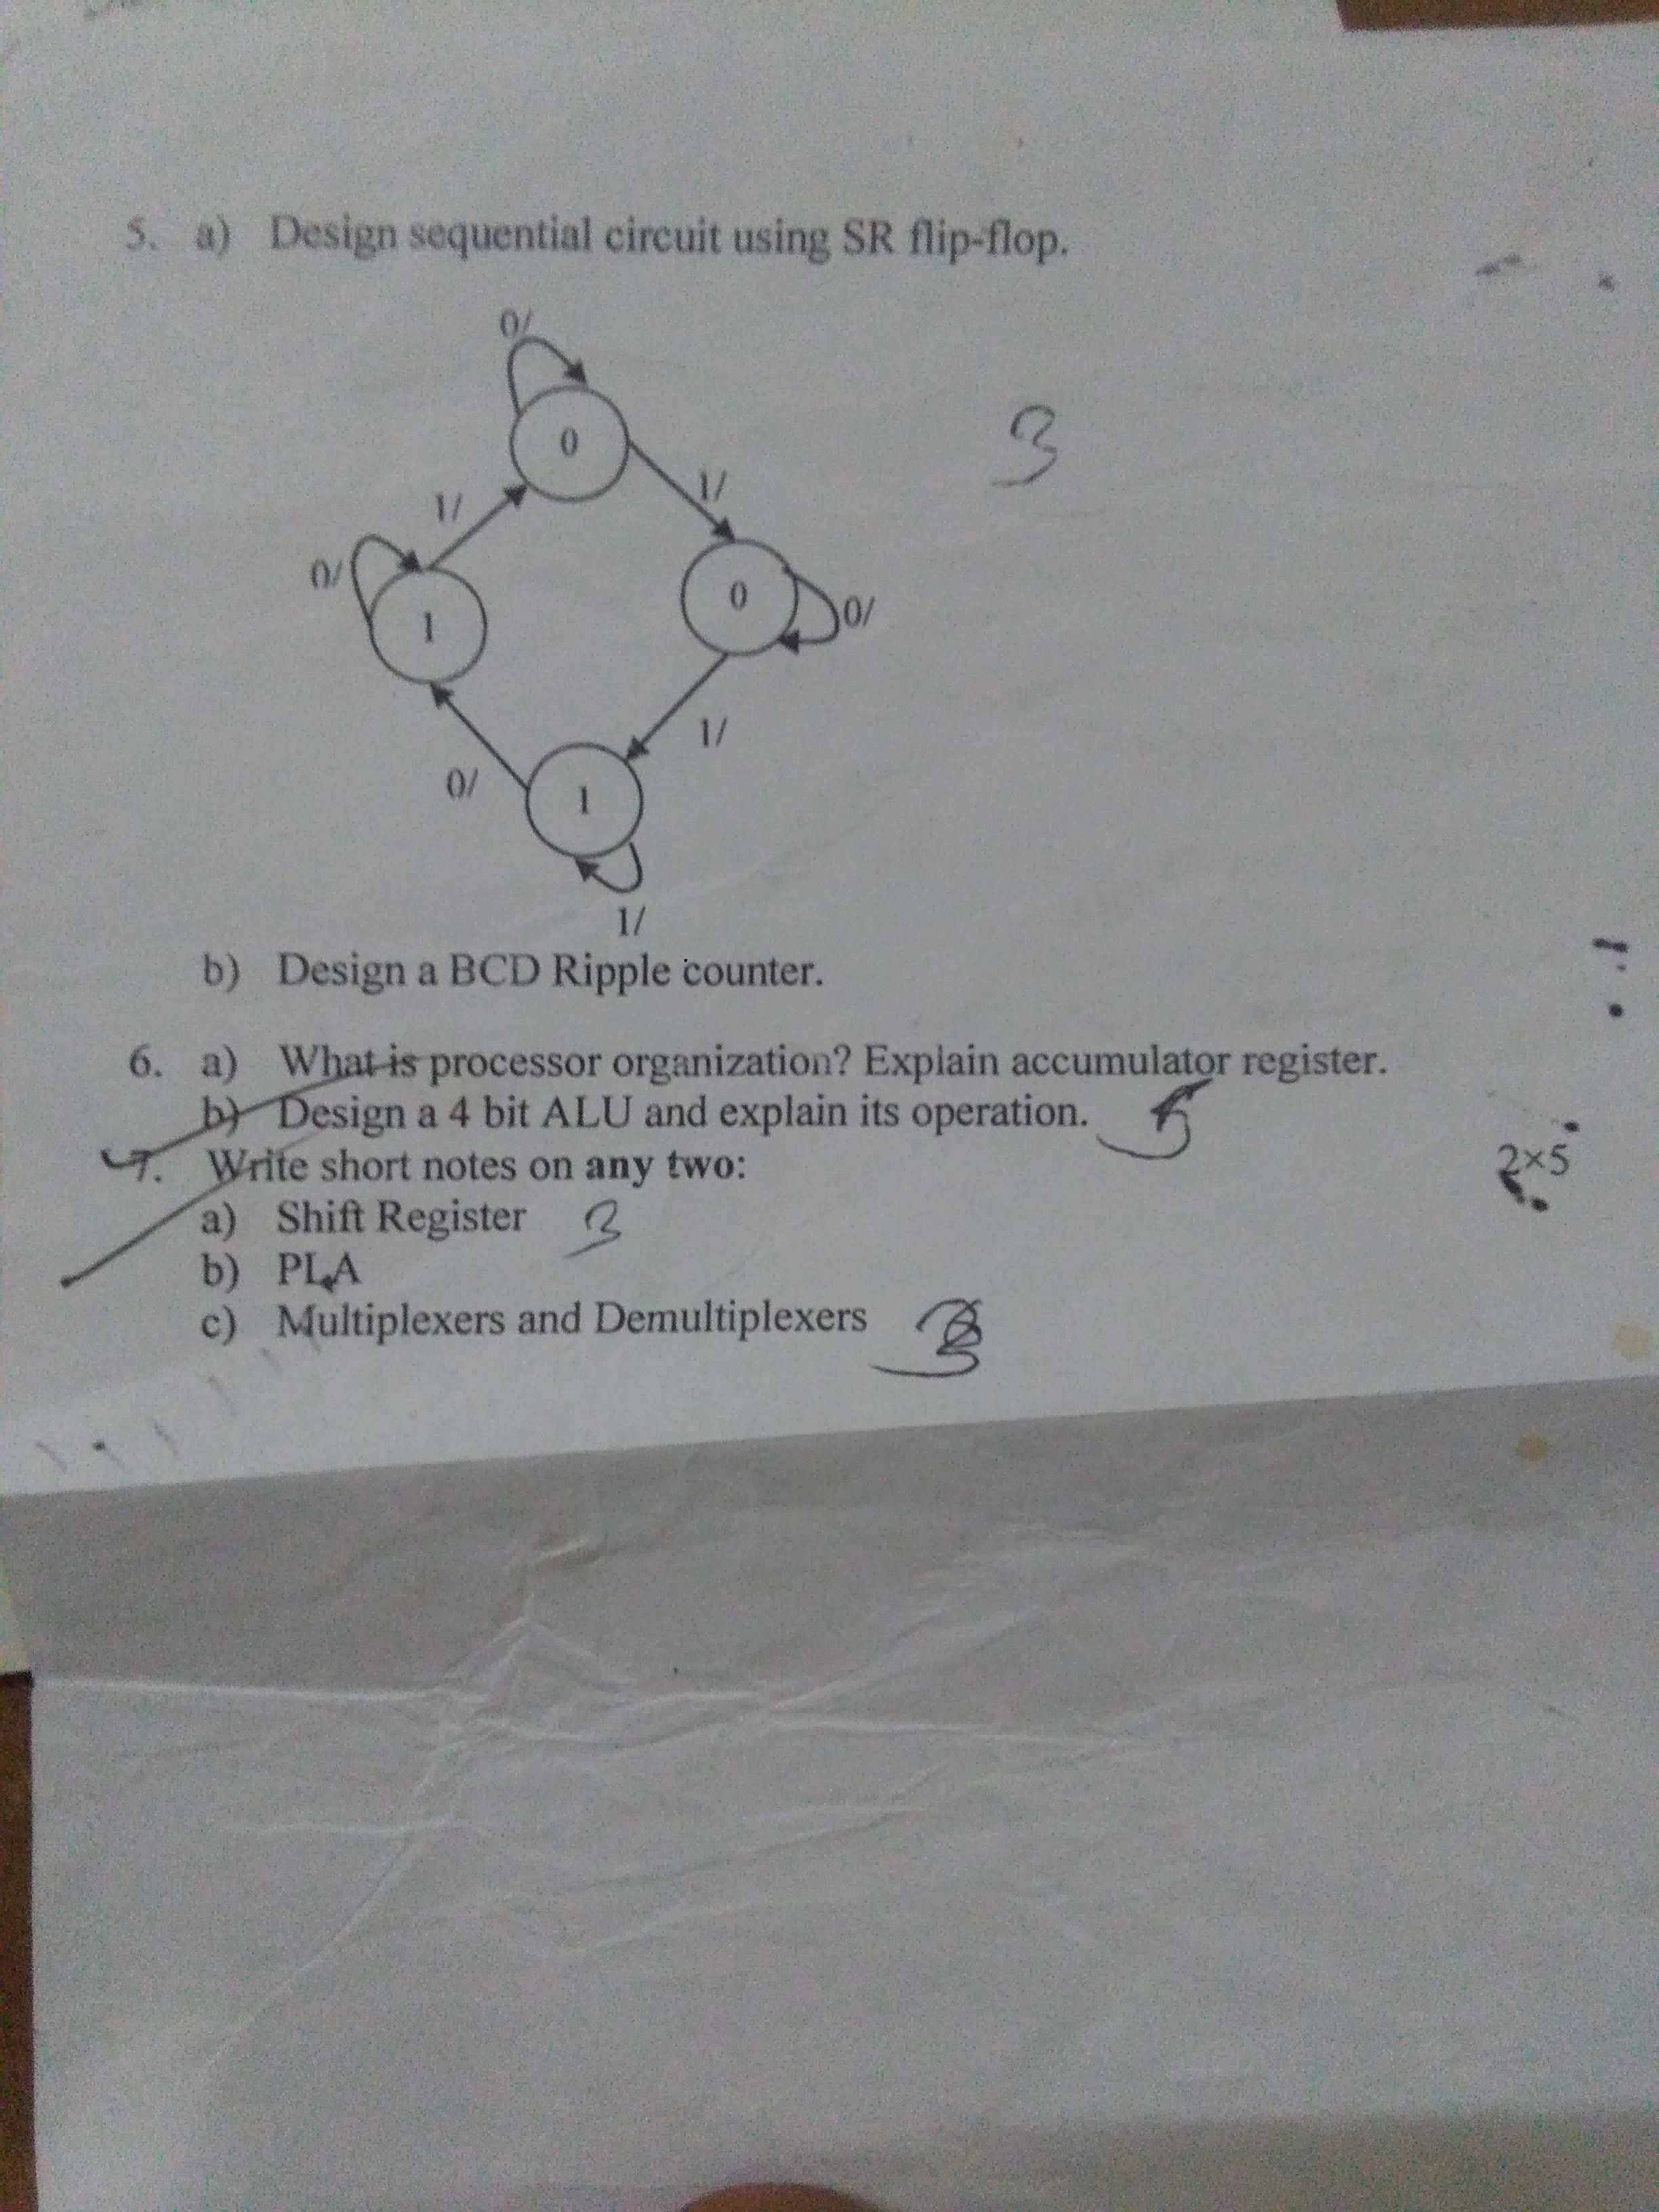 5. a) Design sequential circuit using SR flip-flop.
0/
0
1/
1/
3
0/
1
0
0/
1/
0/
1
1/
b) Design a BCD Ripple counter.
6. a) What is processor organization? Explain accumulator register.
b) Design a 4 bit ALU and explain its operation. 5
7. Write short notes on any two: 2×5
a) Shift Register 3
b) PLA
c) Multiplexers and Demultiplexers